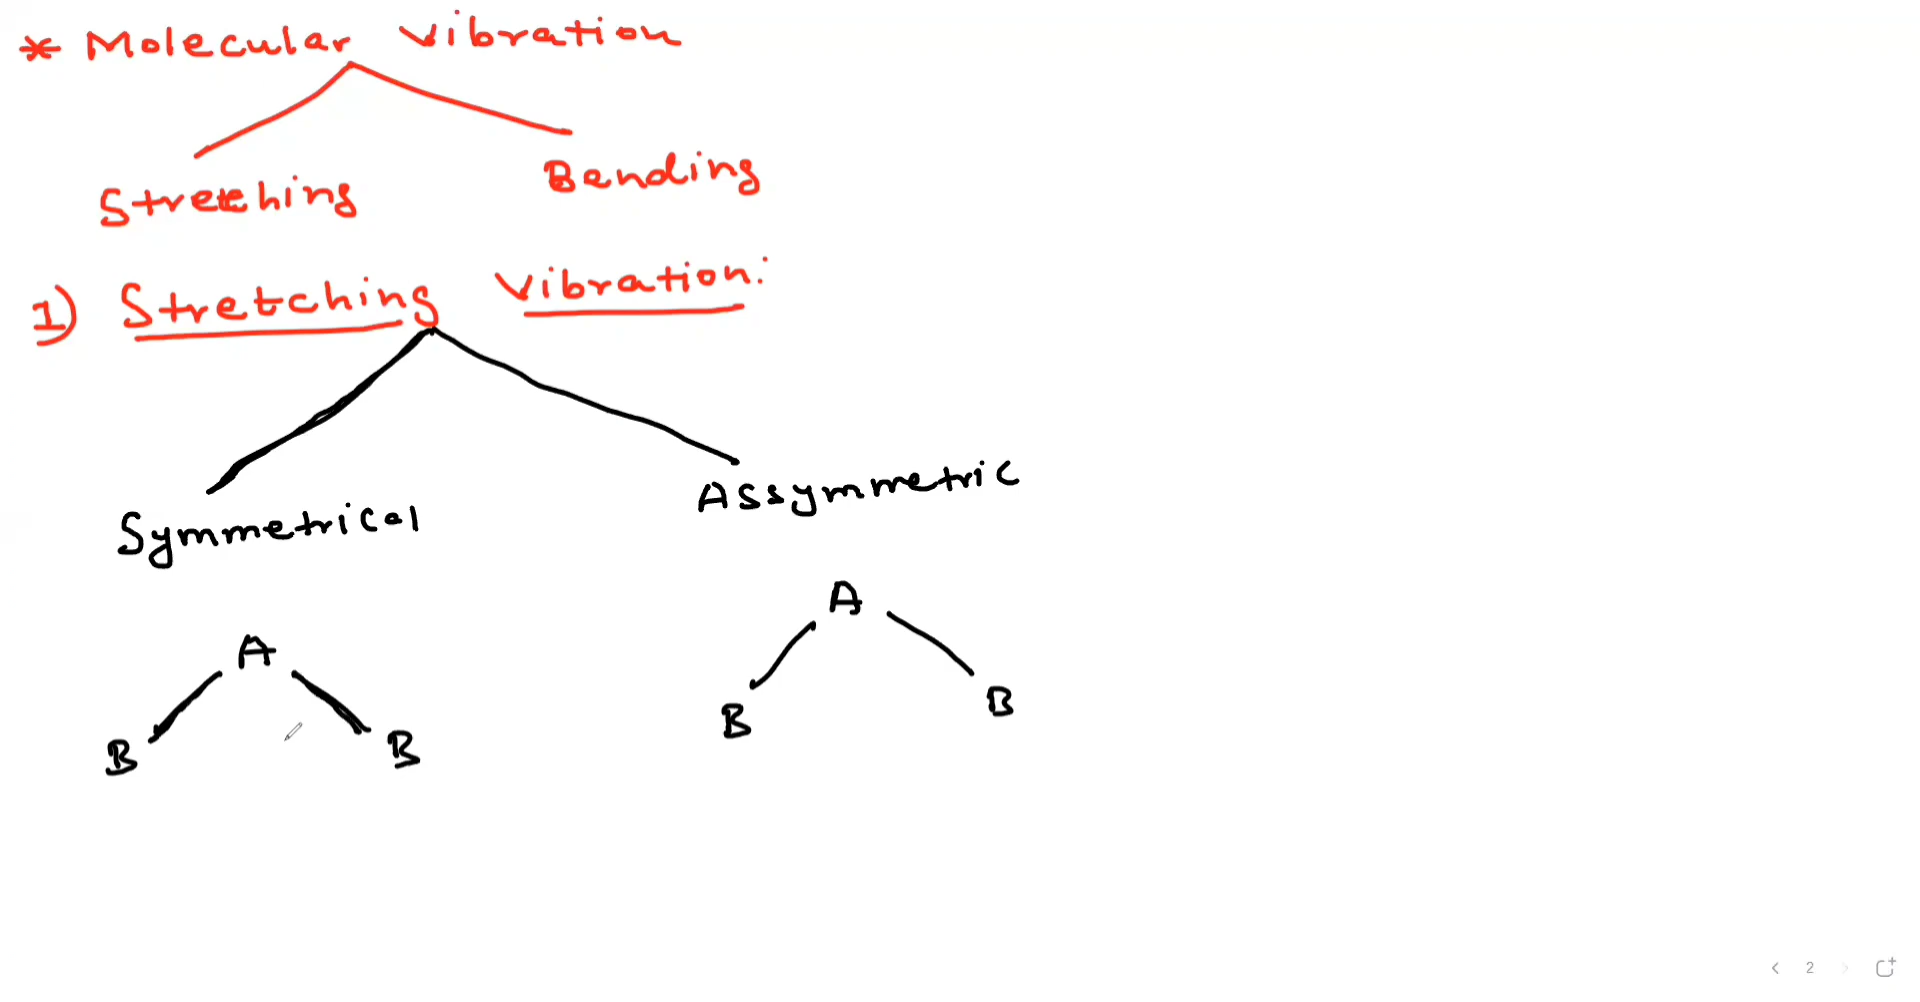 * Molecular Vibration
Stretching Bending
1) Stretching Vibration:
Symmetrical Assymmetric
A A
B B B B
2